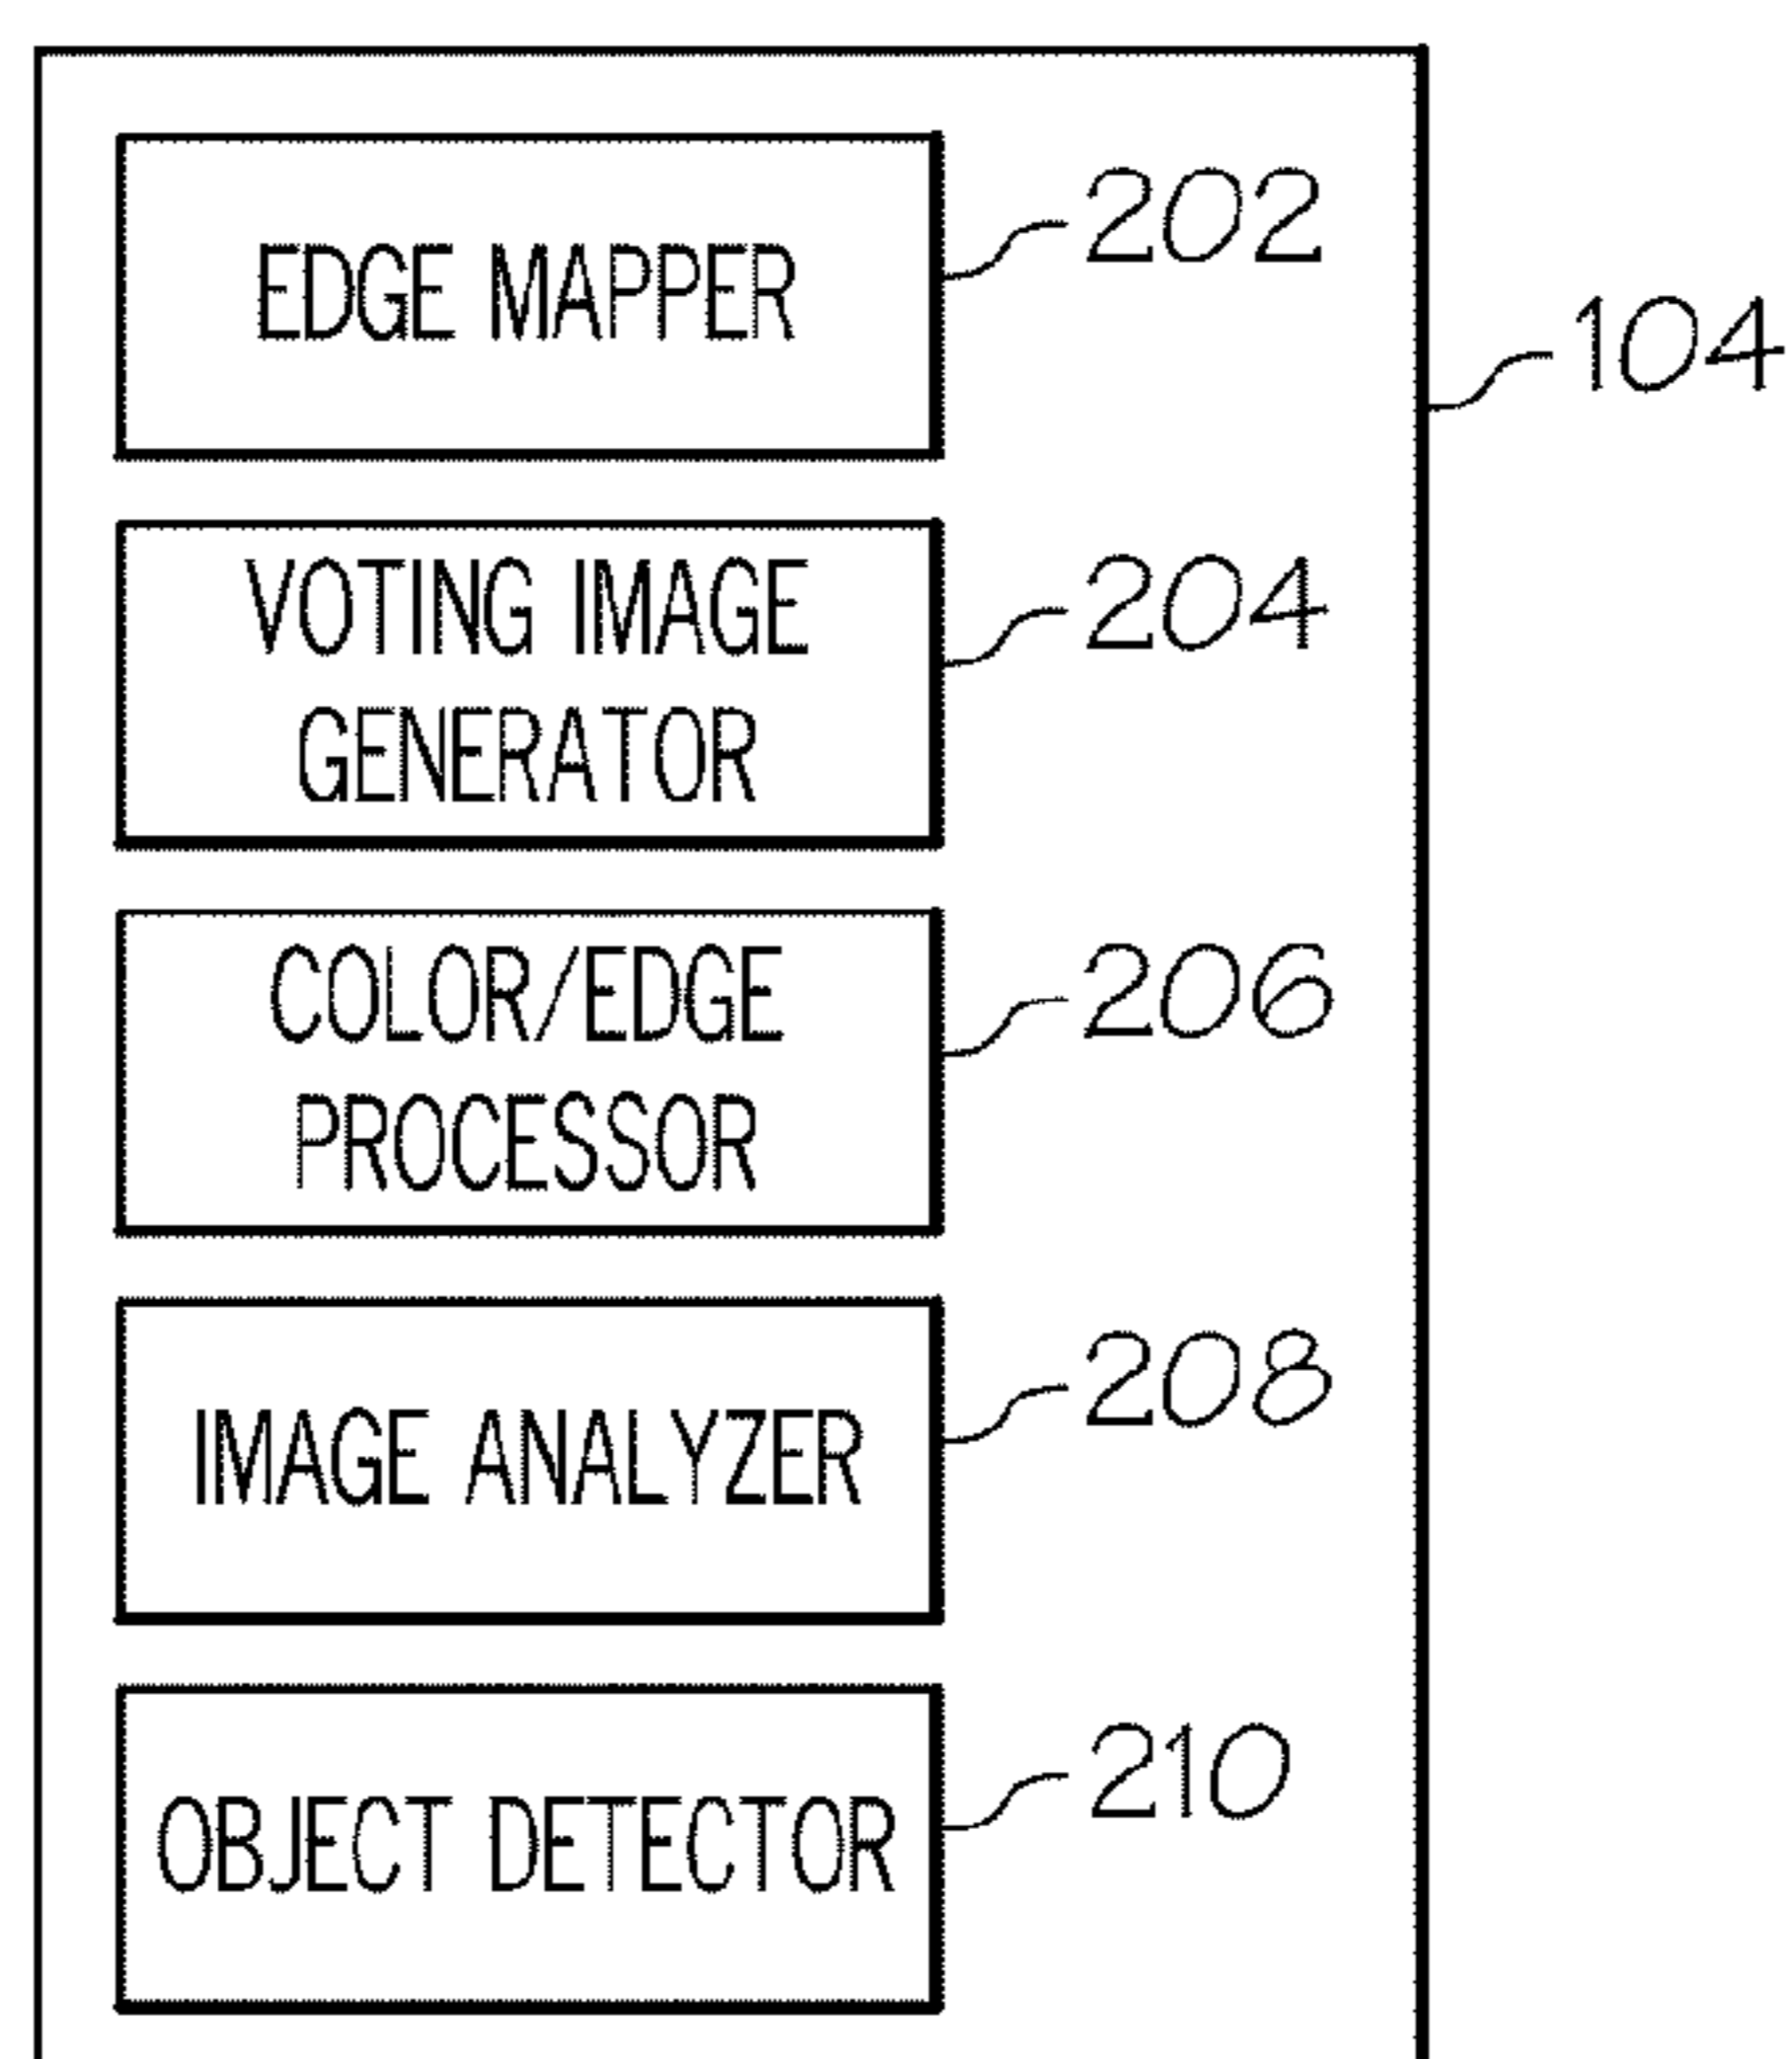 EDGE MAPPER
202
104
VOTING IMAGE
GENERATOR
204
COLOR/EDGE
PROCESSOR
206
IMAGE ANALYZER
208
OBJECT DETECTOR
210